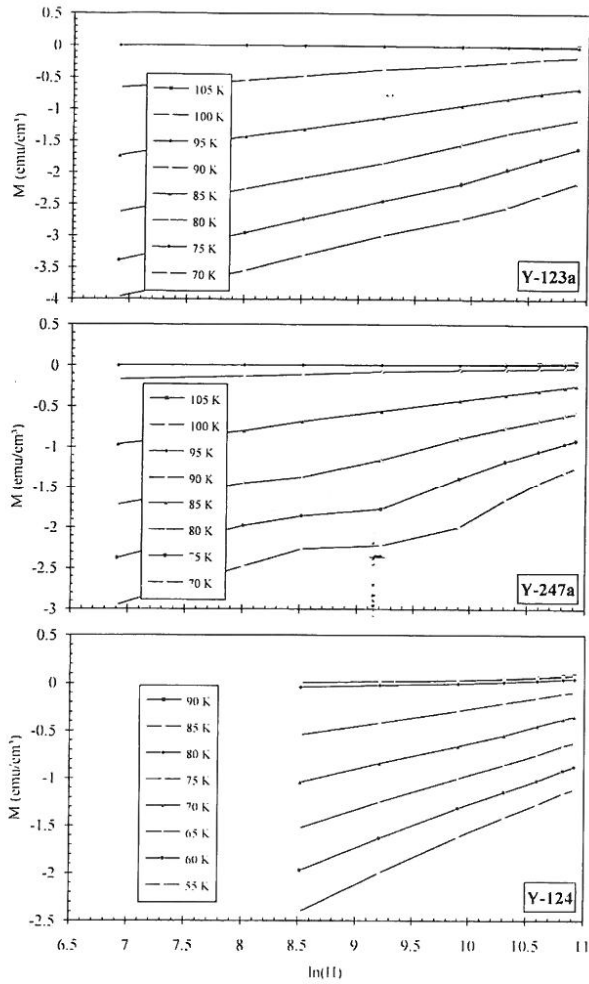 0.5
0
-0.5
-1
-1.5
-2
-2.5
-3
-3.5
-4
M (emu/cm³)
105 K
100 K
95 K
90 K
85 K
80 K
75 K
70 K
Y-123a
0.5
0
-0.5
-1
-1.5
-2
-2.5
-3
M (emu/cm³)
105 K
100 K
95 K
90 K
85 K
80 K
75 K
70 K
Y-247a
0.5
0
-0.5
-1
-1.5
-2
-2.5
M (emu/cm³)
90 K
85 K
80 K
75 K
70 K
65 K
60 K
55 K
Y-124
6.5 7 7.5 8 8.5 9 9.5 10 10.5 11
ln(H)